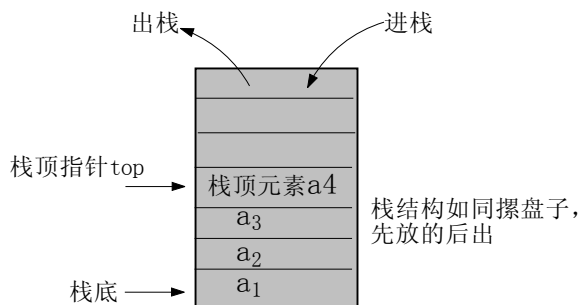 出栈
进栈
栈顶指针top
栈顶元素a4
a3
a2
栈底
a1
栈结构如同摞盘子，
先放的后出